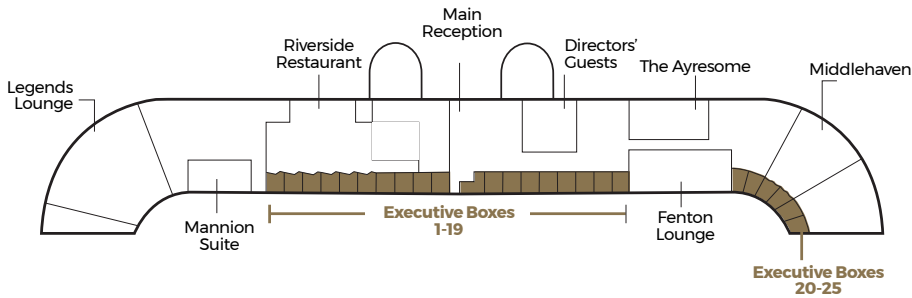 Main
Reception
Riverside
Restaurant
Directors'
Guests
The Ayresome
Middlehaven
Legends
Lounge
Mannion
Suite
Executive Boxes
1-19
Fenton
Lounge
Executive Boxes
20-25